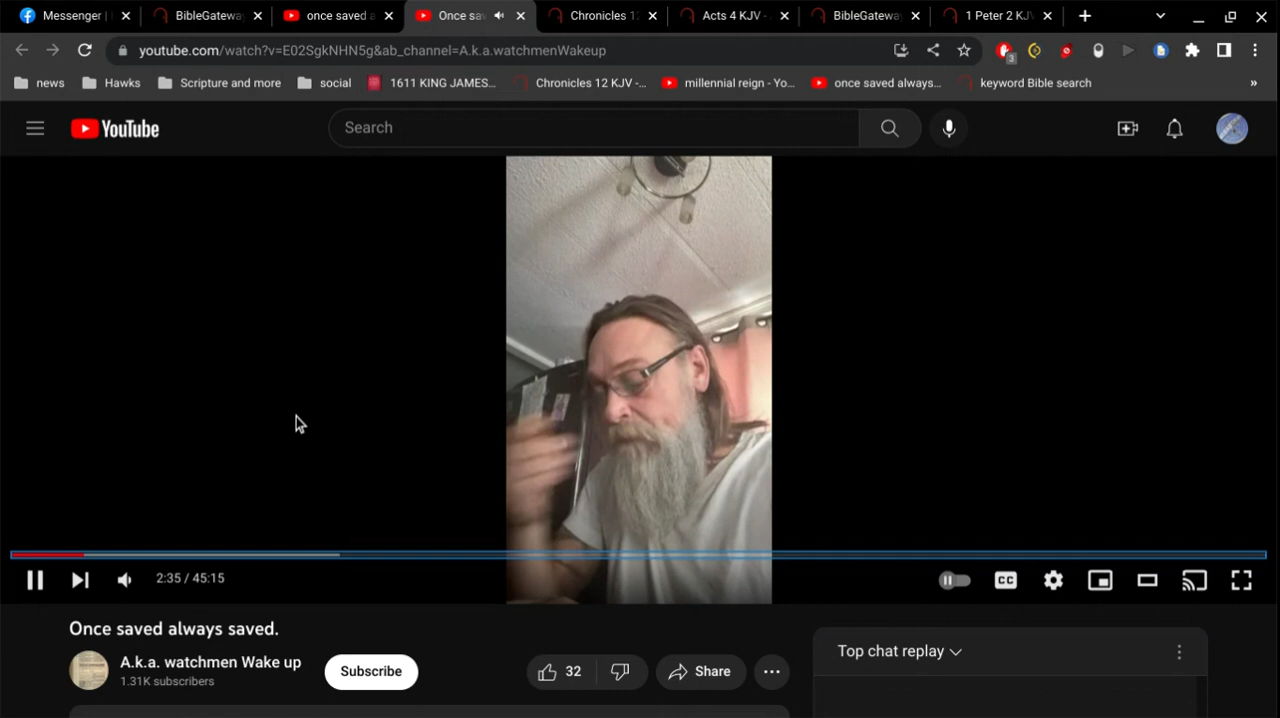 Messenger |
BibleGateway
once saved a
Once sav
Chronicles 1
Acts 4 KJV -
BibleGateway
1 Peter 2 KJ
youtube.com/watch?v=E02SgkNHN5g&ab_channel=A.k.a.watchmenWakeup
3
news
Hawks
Scripture and more
social
1611 KING JAMES...
Chronicles 12 KJV -...
millennial reign - Yo...
once saved always...
keyword Bible search
»
YouTube
Search
2:35 / 45:15
CC
Once saved always saved.
A.k.a. watchmen Wake up
1.31K subscribers
Subscribe
32
Share
Top chat replay